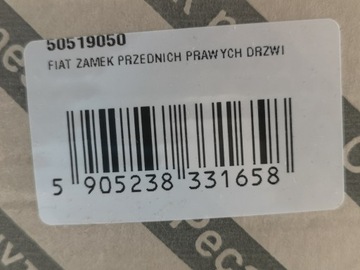 50519050
FIAT ZAMEK PRZEDNICH PRAWYCH DRZWI
5 905238 331658